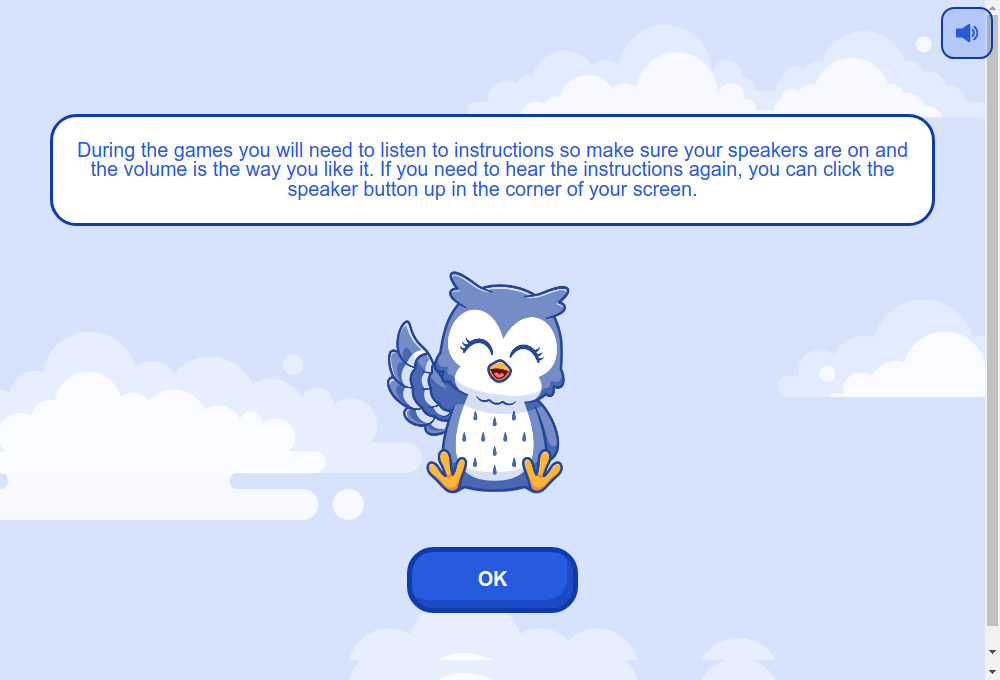 During the games you will need to listen to instructions so make sure your speakers are on and
the volume is the way you like it. If you need to hear the instructions again, you can click the
speaker button up in the corner of your screen.
OK